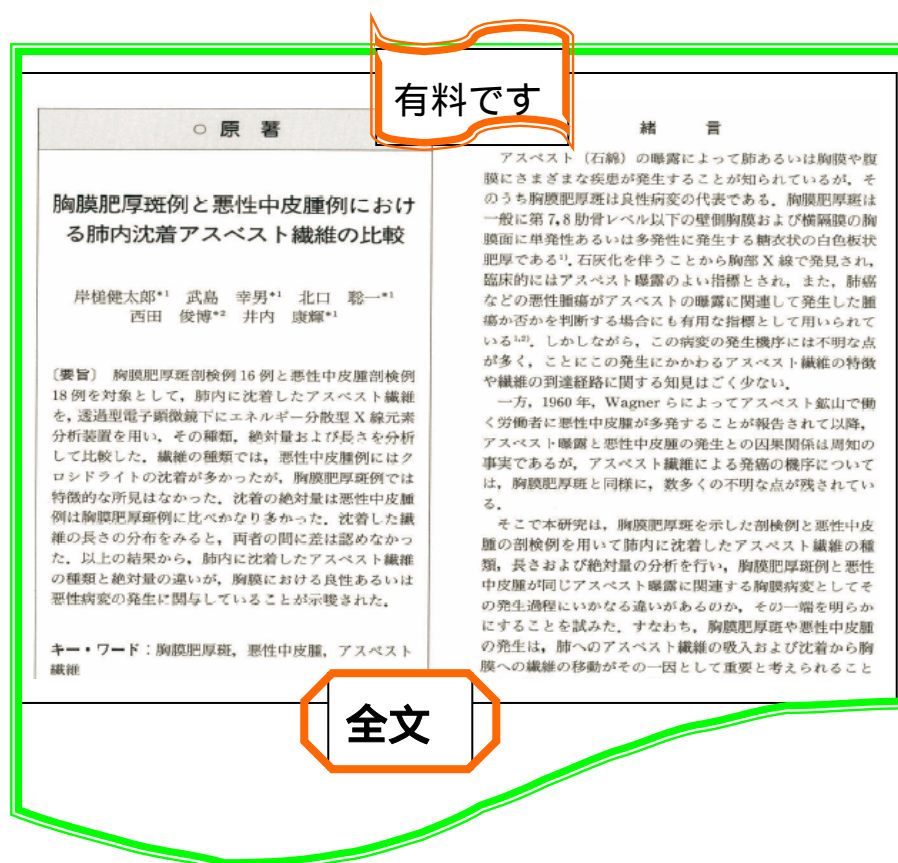 有料です
○ 原 著
胸膜肥厚斑例と悪性中皮腫例におけ
る肺内沈着アスベスト繊維の比較
岸槌健太郎*1 武島 幸男*1 北口 聡一*1
西田 俊博*2 井内 康輝*1
〔要旨〕 胸膜肥厚斑剖検例 16 例と悪性中皮腫剖検例
18 例を対象として，肺内に沈着したアスベスト繊維
を，透過型電子顕微鏡下にエネルギー分散型 X 線元素
分析装置を用い，その種類，絶対量および長さを分析
して比較した．繊維の種類では，悪性中皮腫例にはク
ロシドライトの沈着が多かったが，胸膜肥厚斑例では
特徴的な所見はなかった．沈着の絶対量は悪性中皮腫
例は胸膜肥厚斑例に比べかなり多かった．沈着した繊
維の長さの分布をみると，両者の間に差は認めなかっ
た．以上の結果から，肺内に沈着したアスベスト繊維
の種類と絶対量の違いが，胸膜における良性あるいは
悪性病変の発生に関与していることが示唆された．
キー・ワード：胸膜肥厚斑，悪性中皮腫，アスベスト
繊維
緒 言
アスベスト（石綿）の曝露によって肺あるいは胸膜や腹
膜にさまざまな疾患が発生することが知られているが，そ
のうち胸膜肥厚斑は良性病変の代表である．胸膜肥厚斑は
一般に第 7, 8 肋骨レベル以下の壁側胸膜および横隔膜の胸
膜面に単発性あるいは多発性に発生する糖衣状の白色板状
肥厚である1)．石灰化を伴うことから胸部 X 線で発見され，
臨床的にはアスベスト曝露のよい指標とされ，また，肺癌
などの悪性腫瘍がアスベストの曝露に関連して発生した腫
瘍か否かを判断する場合にも有用な指標として用いられて
いる1,2)．しかしながら，この病変の発生機序には不明な点
が多く，ことにこの発生にかかわるアスベスト繊維の特徴
や繊維の到達経路に関する知見はごく少ない．
一方，1960 年，Wagner らによってアスベスト鉱山で働
く労働者に悪性中皮腫が多発することが報告されて以降，
アスベスト曝露と悪性中皮腫の発生との因果関係は周知の
事実であるが，アスベスト繊維による発癌の機序について
は，胸膜肥厚斑と同様に，数多くの不明な点が残されてい
る．
そこで本研究は，胸膜肥厚斑を示した剖検例と悪性中皮
腫の剖検例を用いて肺内に沈着したアスベスト繊維の種
類，長さおよび絶対量の分析を行い，胸膜肥厚斑例と悪性
中皮腫が同じアスベスト曝露に関連する胸膜病変としてそ
の発生過程にいかなる違いがあるのか，その一端を明らか
にすることを試みた．すなわち，胸膜肥厚斑や悪性中皮腫
の発生は，肺へのアスベスト繊維の吸入および沈着から胸
膜への繊維の移動がその一因として重要と考えられること
全文